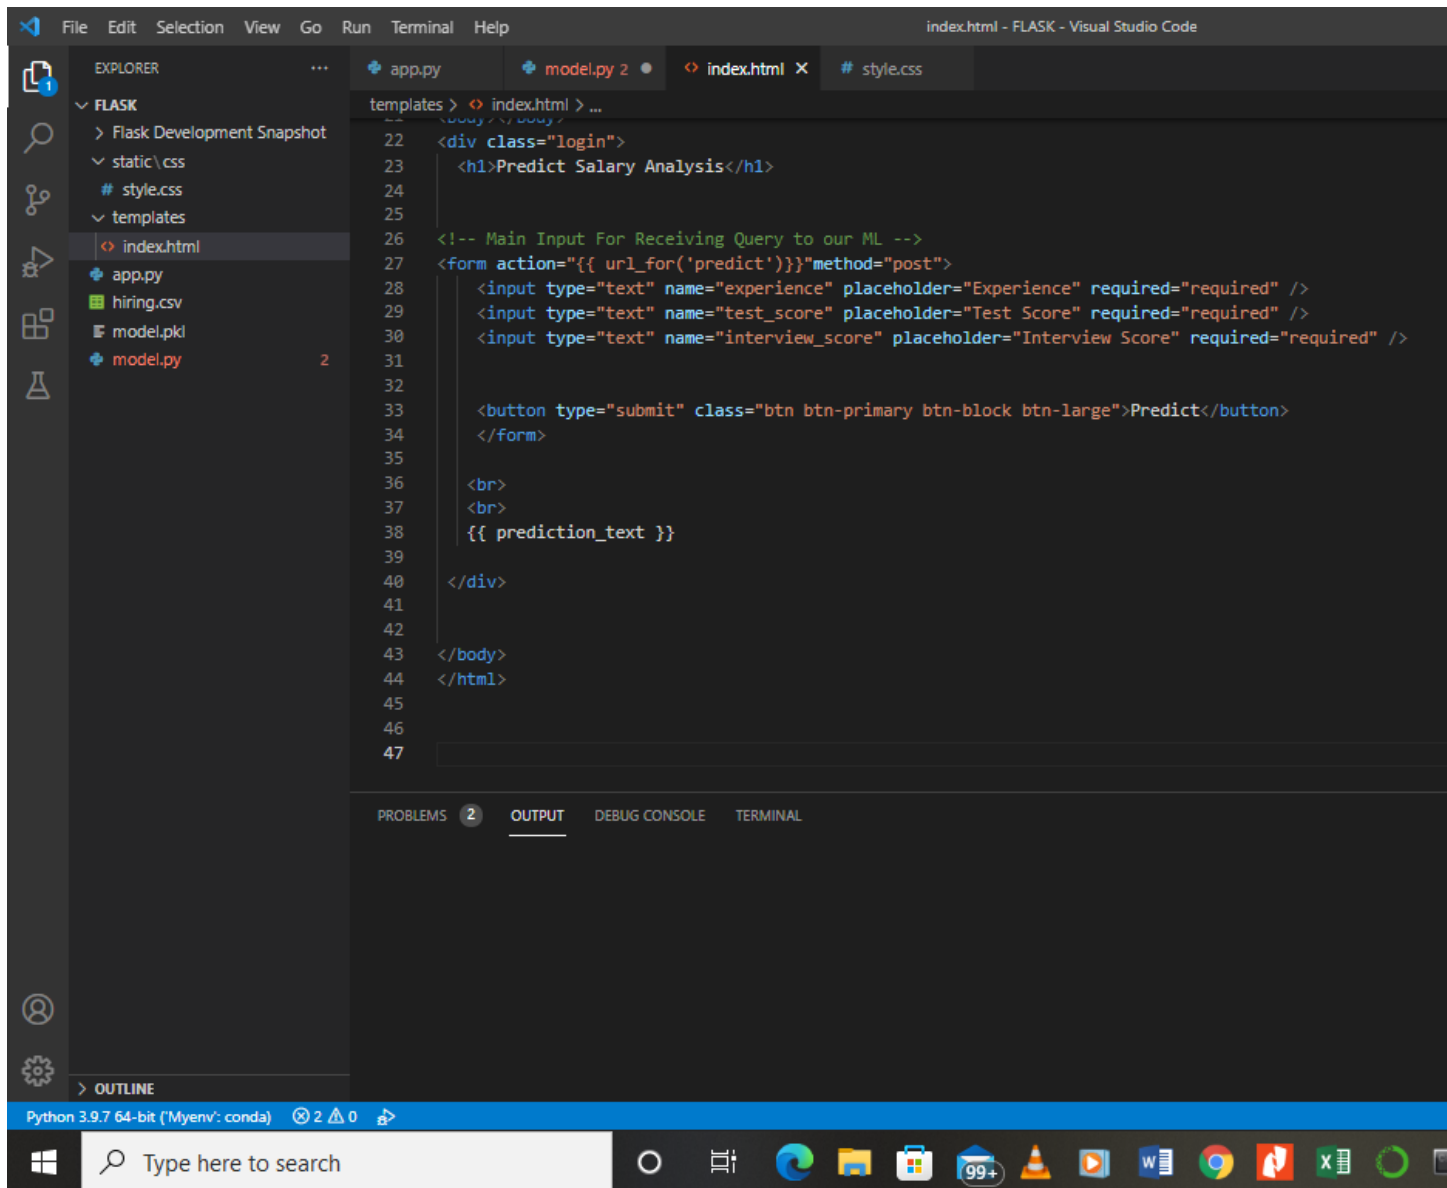 File Edit Selection View Go Run Terminal Help index.html - FLASK - Visual Studio Code
EXPLORER ...
app.py model.py 2 index.html style.css
1
FLASK
templates > index.html > ...
Flask Development Snapshot
static\css
style.css
templates
index.html
app.py
hiring.csv
model.pkl
model.py 2
21 <body></body>
22 <div class="login">
23 <h1>Predict Salary Analysis</h1>
24
25
26 <!-- Main Input For Receiving Query to our ML -->
27 <form action="{{ url_for('predict')}}"method="post">
28 <input type="text" name="experience" placeholder="Experience" required="required" />
29 <input type="text" name="test_score" placeholder="Test Score" required="required" />
30 <input type="text" name="interview_score" placeholder="Interview Score" required="required" />
31
32
33 <button type="submit" class="btn btn-primary btn-block btn-large">Predict</button>
34 </form>
35
36 <br>
37 <br>
38 {{ prediction_text }}
39
40 </div>
41
42
43 </body>
44 </html>
45
46
47
PROBLEMS 2 OUTPUT DEBUG CONSOLE TERMINAL
OUTLINE
Python 3.9.7 64-bit ('Myenv': conda) 2 0
Type here to search
99+